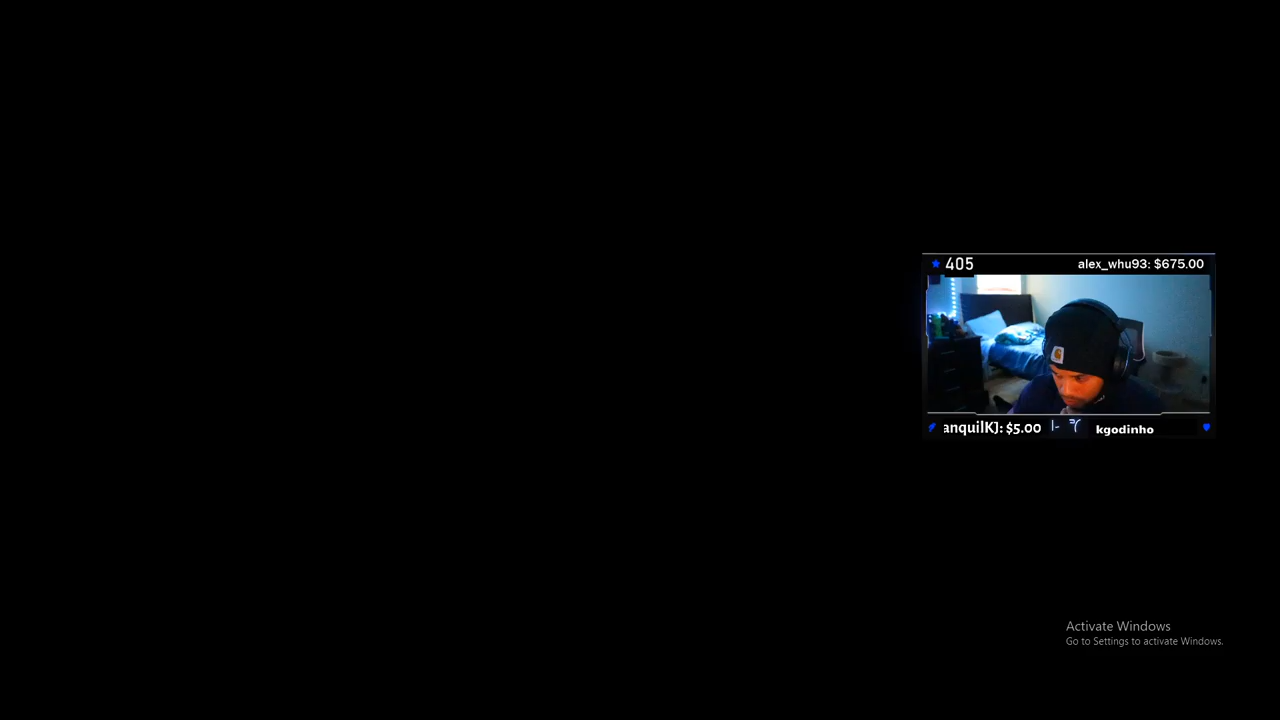 405
alex_whu93: $675.00
anquilKJ: $5.00
kgodinho
Activate Windows
Go to Settings to activate Windows.